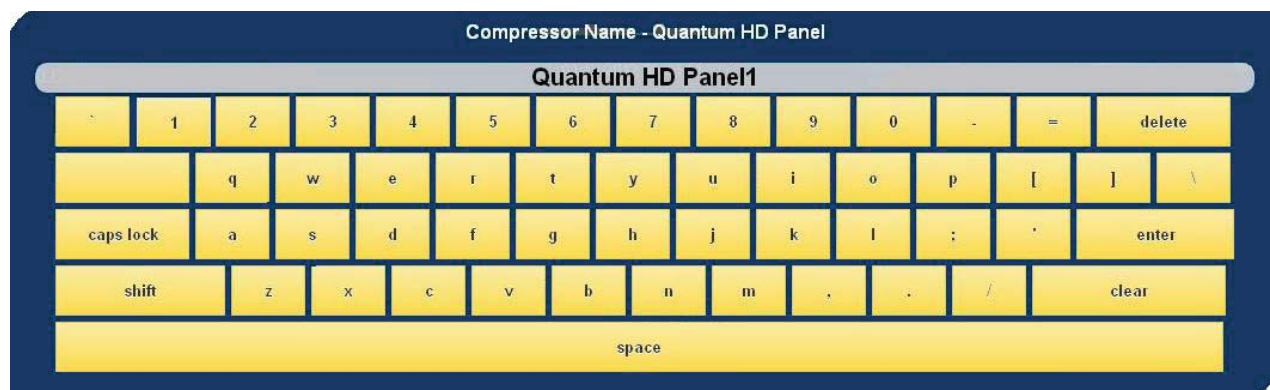 Compressor Name - Quantum HD Panel
Quantum HD Panel1
` 1 2 3 4 5 6 7 8 9 0 - = delete
q w e r t y u i o p [ ] \
caps lock a s d f g h j k l ; ' enter
shift z x c v b n m , . / clear
space